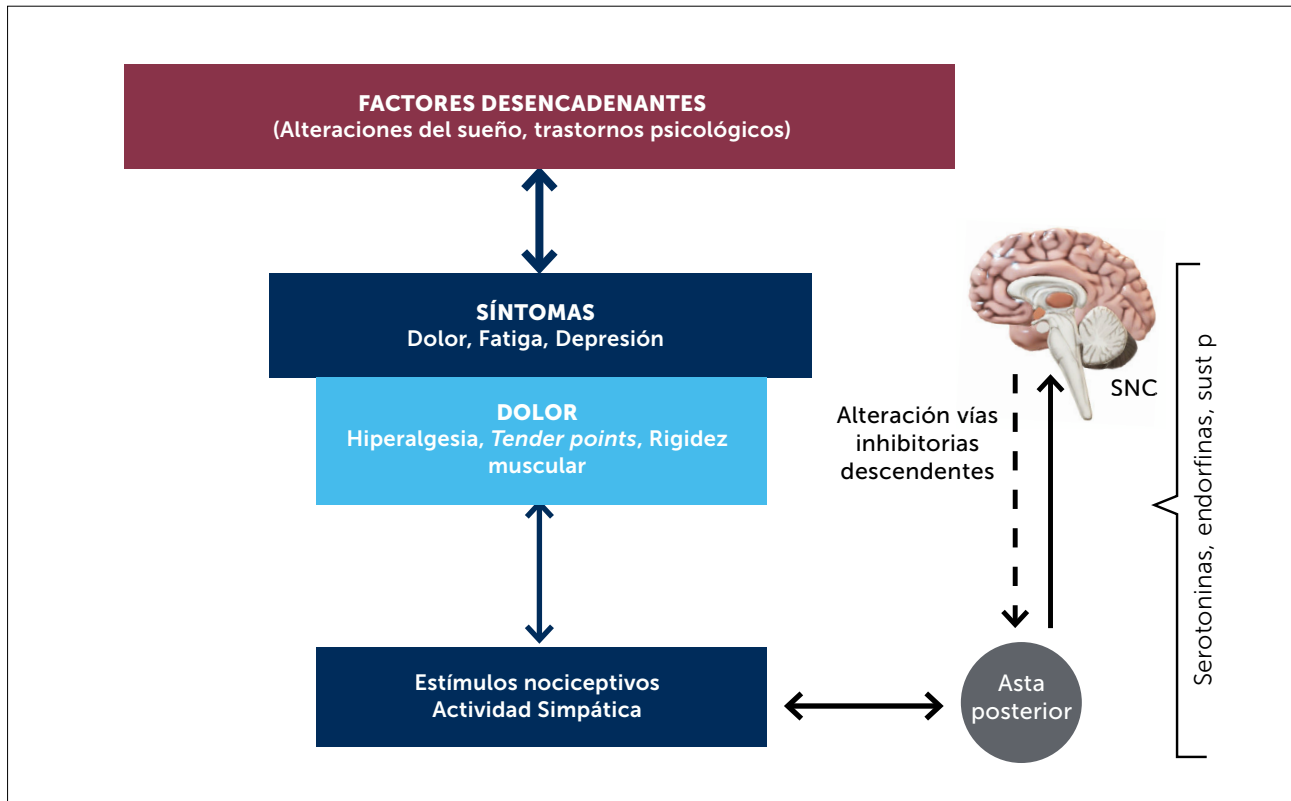 FACTORES DESENCADENANTES
(Alteraciones del sueño, trastornos psicológicos)
SÍNTOMAS
Dolor, Fatiga, Depresión
DOLOR
Hiperalgesia, Tender points, Rigidez
muscular
Estímulos nociceptivos
Actividad Simpática
SNC
Alteración vías
inhibitorias
descendentes
Asta
posterior
Serotoninas, endorfinas, sust p